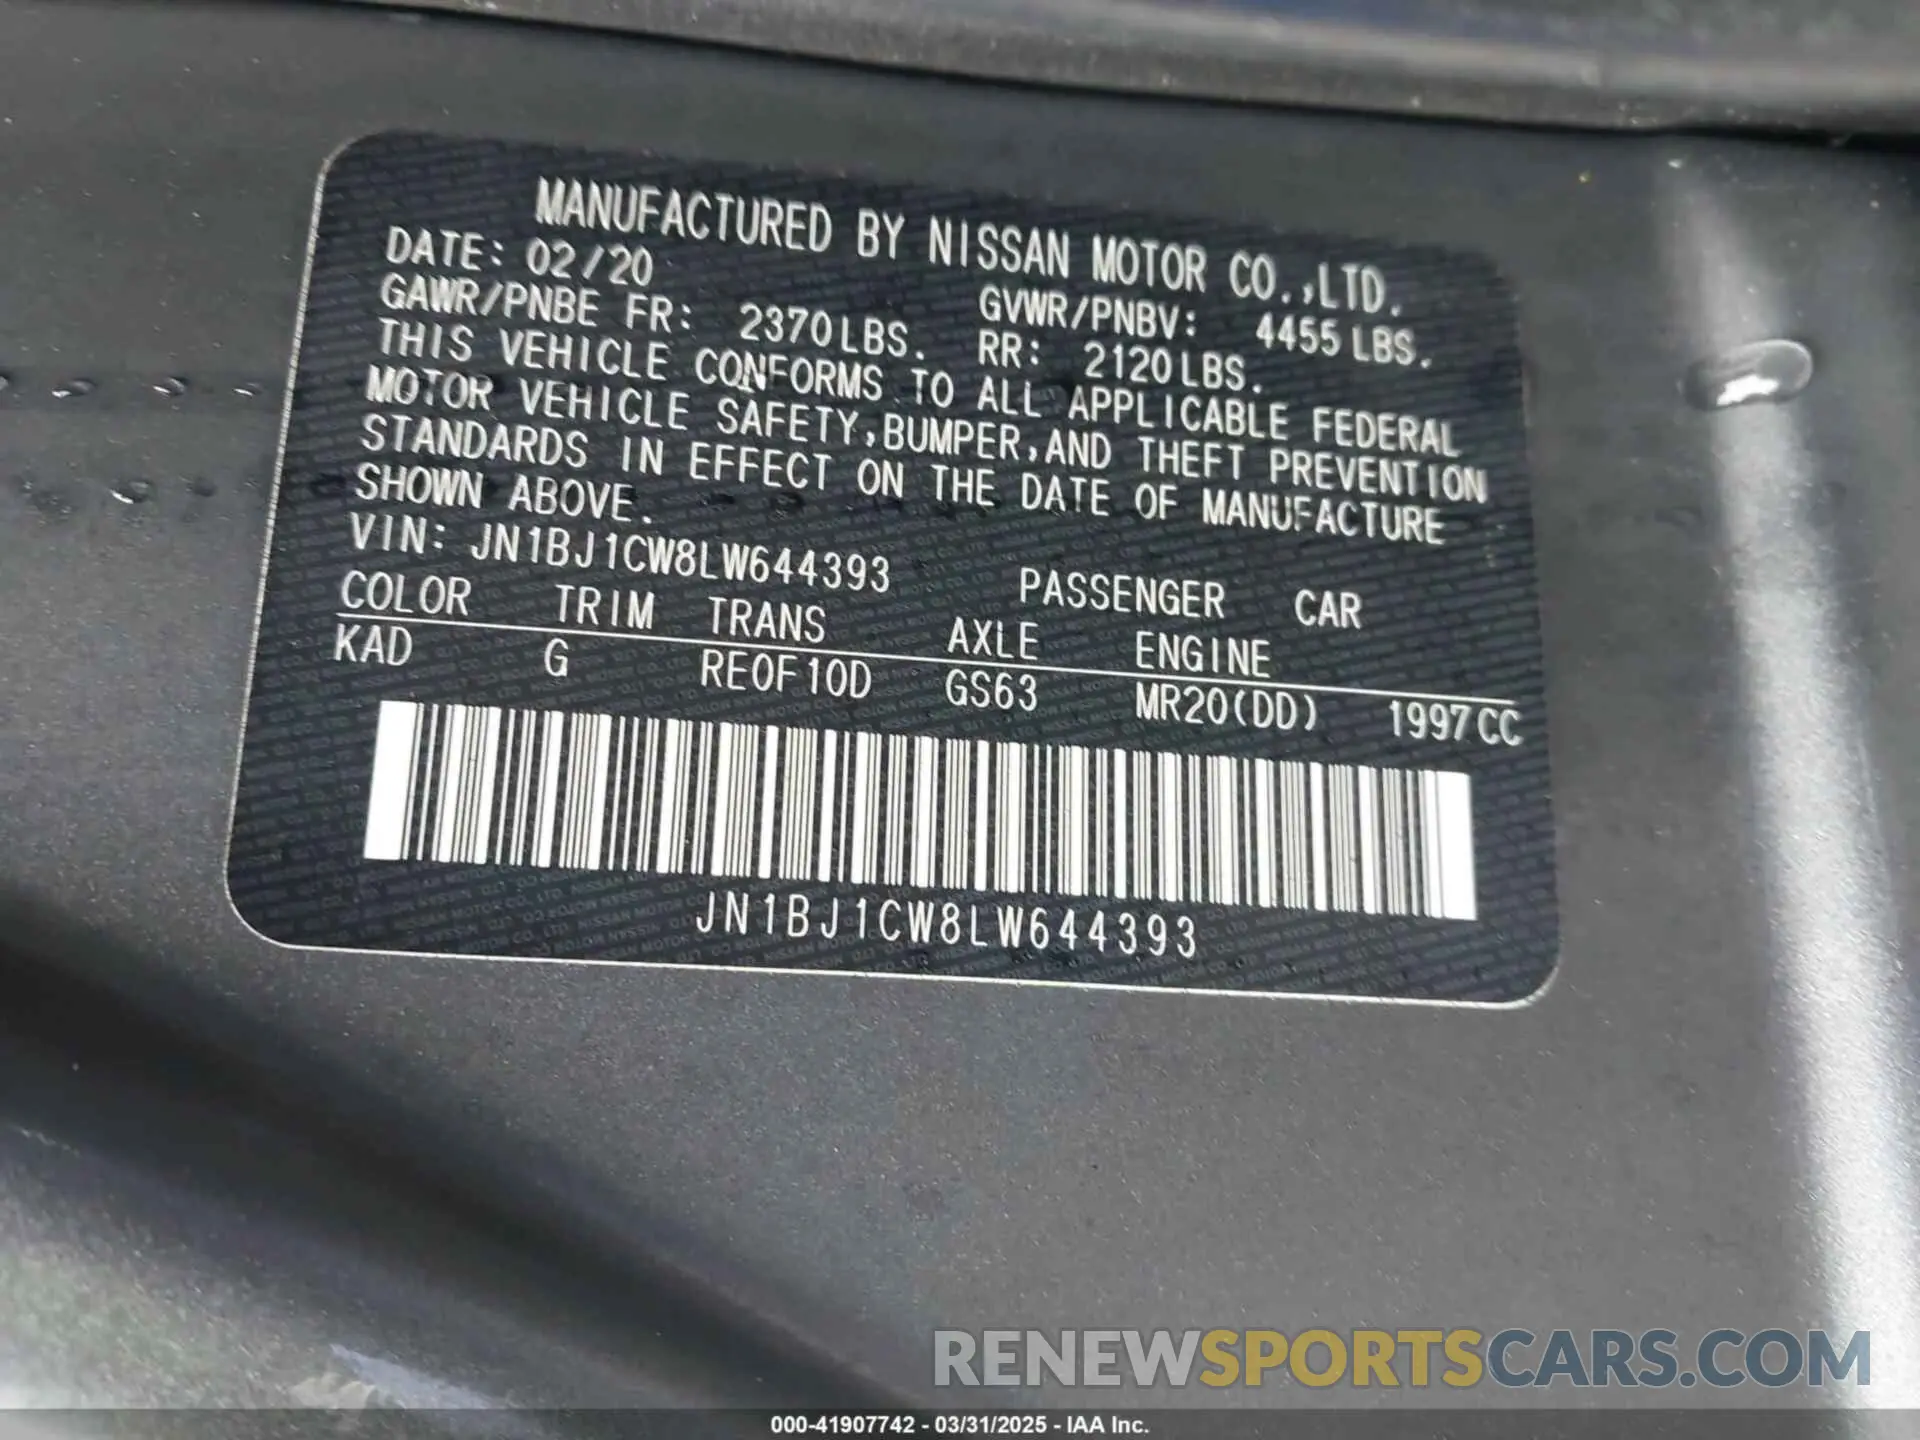 MANUFACTURED BY NISSAN MOTOR CO.,LTD.
DATE: 02/20 GVWR/PNBV: 4455 LBS.
GAWR/PNBE FR: 2370LBS. RR: 2120LBS.
THIS VEHICLE CONFORMS TO ALL APPLICABLE FEDERAL
MOTOR VEHICLE SAFETY,BUMPER,AND THEFT PREVENTION
STANDARDS IN EFFECT ON THE DATE OF MANUFACTURE
SHOWN ABOVE.
VIN: JN1BJ1CW8LW644393 PASSENGER CAR
COLOR TRIM TRANS AXLE ENGINE
KAD G RE0F10D GS63 MR20(DD) 1997CC
JN1BJ1CW8LW644393
RENEWSPORTSCARS.COM
000-41907742 - 03/31/2025 - IAA Inc.